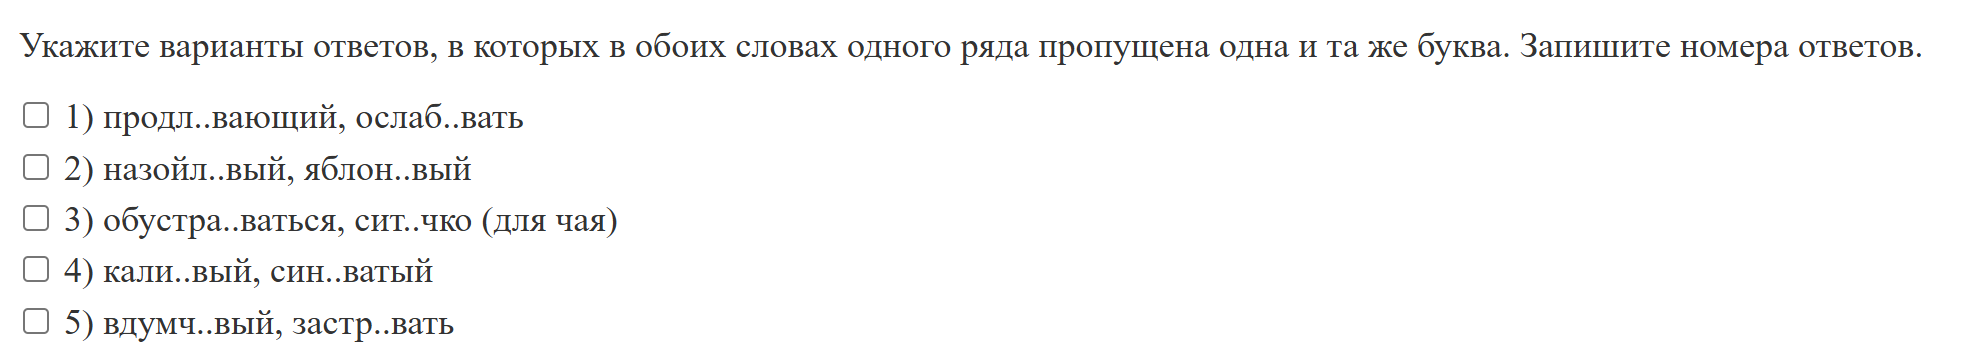 Укажите варианты ответов, в которых в обоих словах одного ряда пропущена одна и та же буква. Запишите номера ответов.
1) продл..вающий, ослаб..вать
2) назойл..вый, яблон..вый
3) обустра..ваться, сит..чко (для чая)
4) кали..вый, син..ватый
5) вдумч..вый, застр..вать